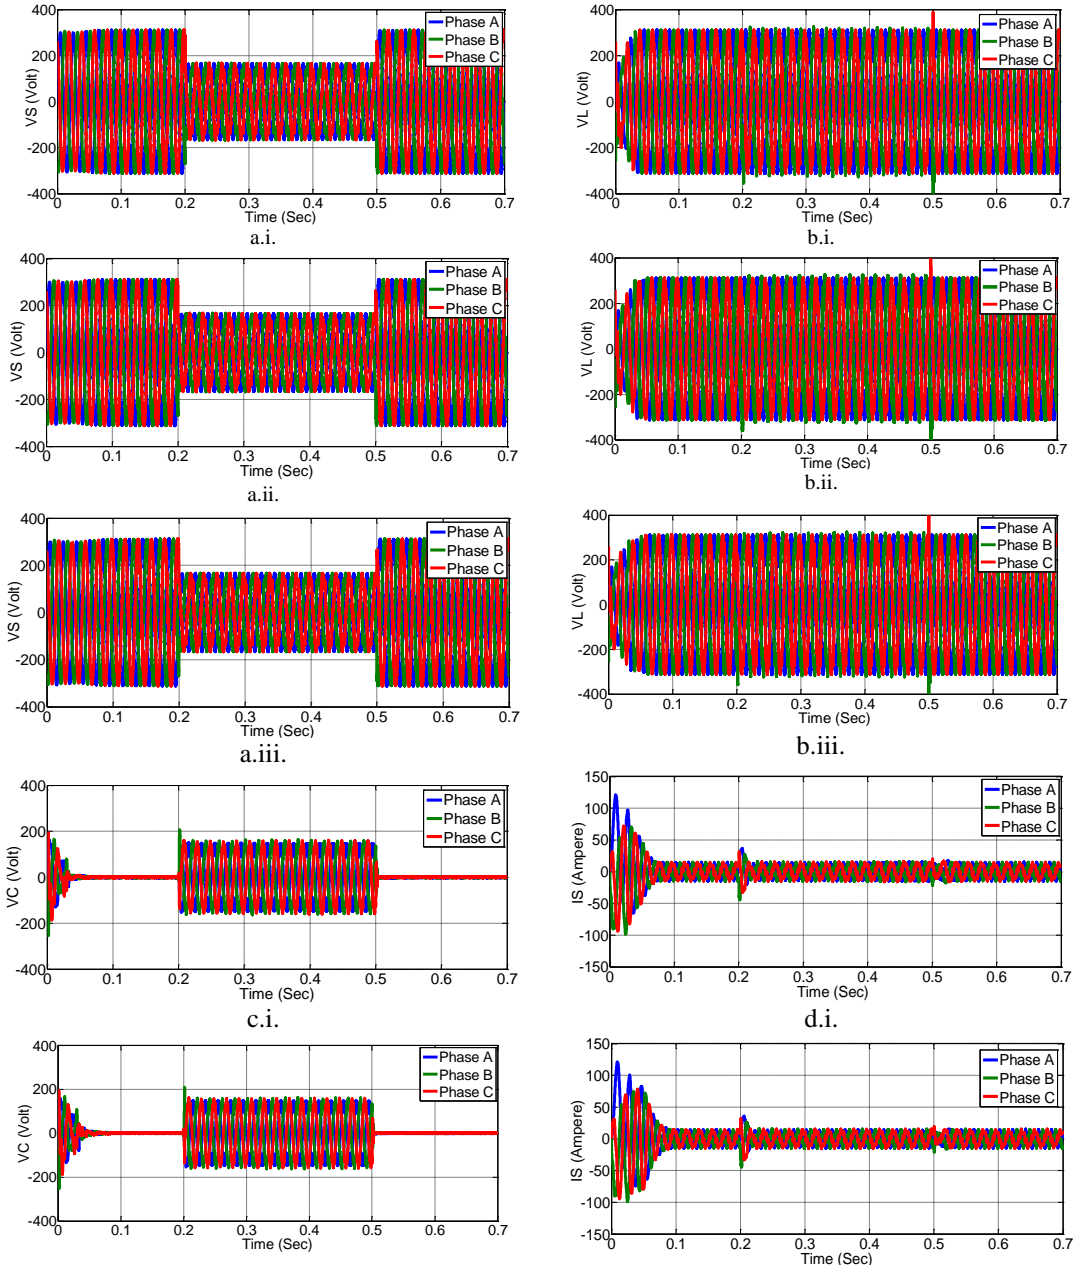 400
200
0
-200
-400
VS (Volt)
0 0.1 0.2 0.3 0.4 0.5 0.6 0.7
Time (Sec)
Phase A
Phase B
Phase C
a.i.
400
200
0
-200
-400
VL (Volt)
0 0.1 0.2 0.3 0.4 0.5 0.6 0.7
Time (Sec)
Phase A
Phase B
Phase C
b.i.
400
200
0
-200
-400
VS (Volt)
0 0.1 0.2 0.3 0.4 0.5 0.6 0.7
Time (Sec)
Phase A
Phase B
Phase C
a.ii.
400
200
0
-200
-400
VL (Volt)
0 0.1 0.2 0.3 0.4 0.5 0.6 0.7
Time (Sec)
Phase A
Phase B
Phase C
b.ii.
400
200
0
-200
-400
VS (Volt)
0 0.1 0.2 0.3 0.4 0.5 0.6 0.7
Time (Sec)
Phase A
Phase B
Phase C
a.iii.
400
200
0
-200
-400
VL (Volt)
0 0.1 0.2 0.3 0.4 0.5 0.6 0.7
Time (Sec)
Phase A
Phase B
Phase C
b.iii.
400
200
0
-200
-400
VC (Volt)
0 0.1 0.2 0.3 0.4 0.5 0.6 0.7
Time (Sec)
Phase A
Phase B
Phase C
c.i.
150
100
50
0
-50
-100
-150
IS (Ampere)
0 0.1 0.2 0.3 0.4 0.5 0.6 0.7
Time (Sec)
Phase A
Phase B
Phase C
d.i.
400
200
0
-200
-400
VC (Volt)
0 0.1 0.2 0.3 0.4 0.5 0.6 0.7
Time (Sec)
Phase A
Phase B
Phase C
150
100
50
0
-50
-100
-150
IS (Ampere)
0 0.1 0.2 0.3 0.4 0.5 0.6 0.7
Time (Sec)
Phase A
Phase B
Phase C